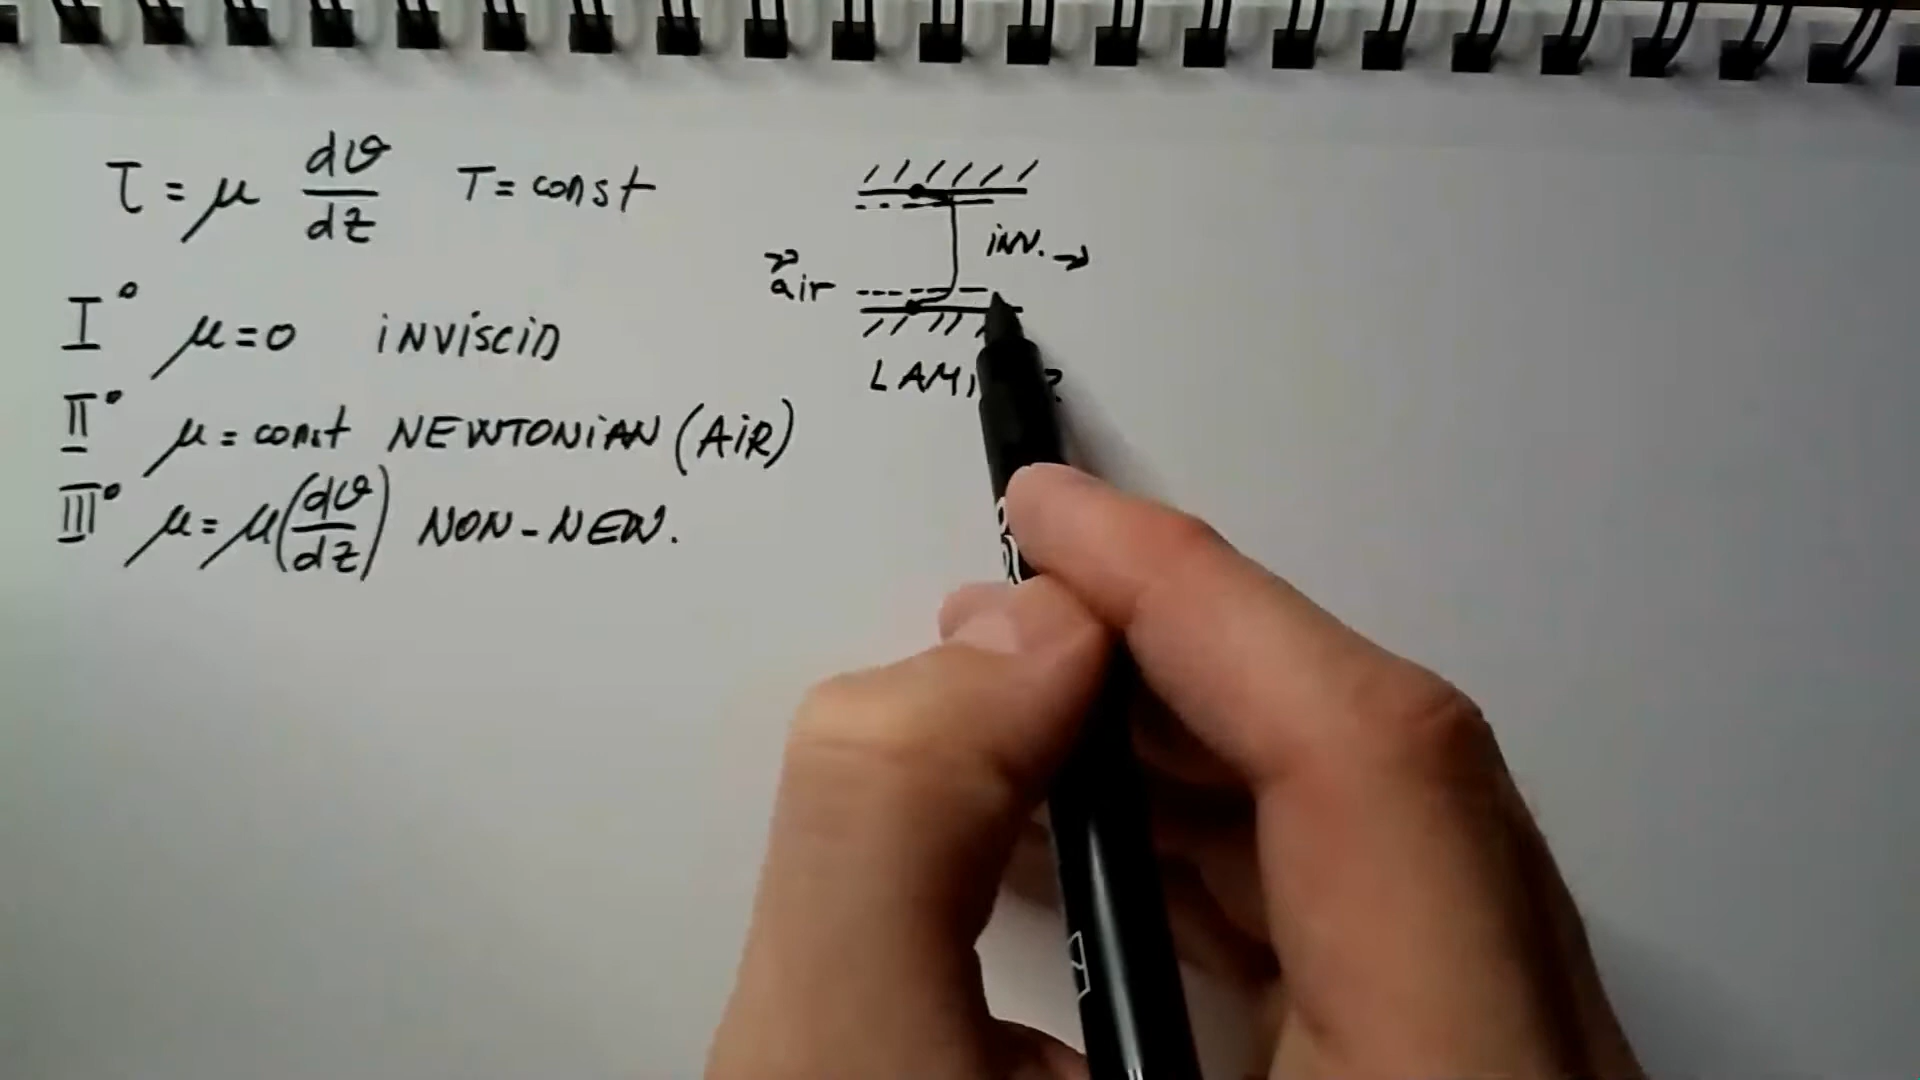 τ = μ dϑ/dz T = const
I° μ = 0 iNViSCiD
II° μ = const NEWTONiAN (AiR)
III° μ = μ(dϑ/dz) NON-NEW.
iNV. →
air